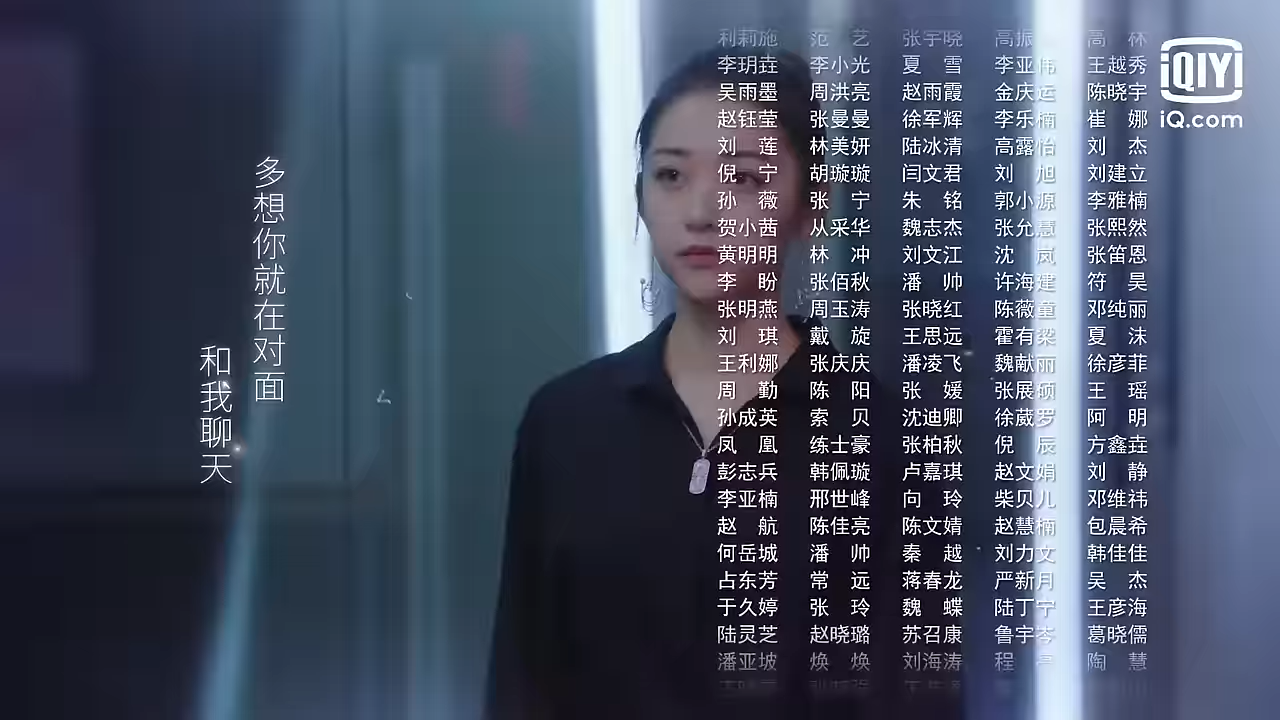 多想你就在对面
和我聊天
iQIY
iQ.com
利莉施 范 艺 张宇晓 高振 高 林
李玥垚 李小光 夏 雪 李亚伟 王越秀
吴雨墨 周洪亮 赵雨霞 金庆运 陈晓宇
赵钰莹 张曼曼 徐军辉 李乐楠 崔 娜
刘 莲 林美妍 陆冰清 高露怡 刘 杰
倪 宁 胡璇璇 闫文君 刘 旭 刘建立
孙 薇 张 宁 朱 铭 郭小源 李雅楠
贺小茜 从采华 魏志杰 张允慧 张熙然
黄明明 林 冲 刘文江 沈 岚 张笛恩
李 盼 张佰秋 潘 帅 许海建 符 昊
张明燕 周玉涛 张晓红 陈薇童 邓纯丽
刘 琪 戴 旋 王思远 霍有梁 夏 沫
王利娜 张庆庆 潘凌飞 魏献丽 徐彦菲
周 勤 陈 阳 张 媛 张展硕 王 瑶
孙成英 索 贝 沈迪卿 徐葳罗 阿 明
凤 凰 练士豪 张柏秋 倪 辰 方鑫垚
彭志兵 韩佩璇 卢嘉琪 赵文娟 刘 静
李亚楠 邢世峰 向 玲 柴贝儿 邓维祎
赵 航 陈佳亮 陈文婧 赵慧楠 包晨希
何岳城 潘 帅 秦 越 刘力文 韩佳佳
占东芳 常 远 蒋春龙 严新月 吴 杰
于久婷 张 玲 魏 蝶 陆丁宁 王彦海
陆灵芝 赵晓璐 苏召康 鲁宇岑 葛晓儒
潘亚坡 焕 焕 刘海涛 程 陶 慧